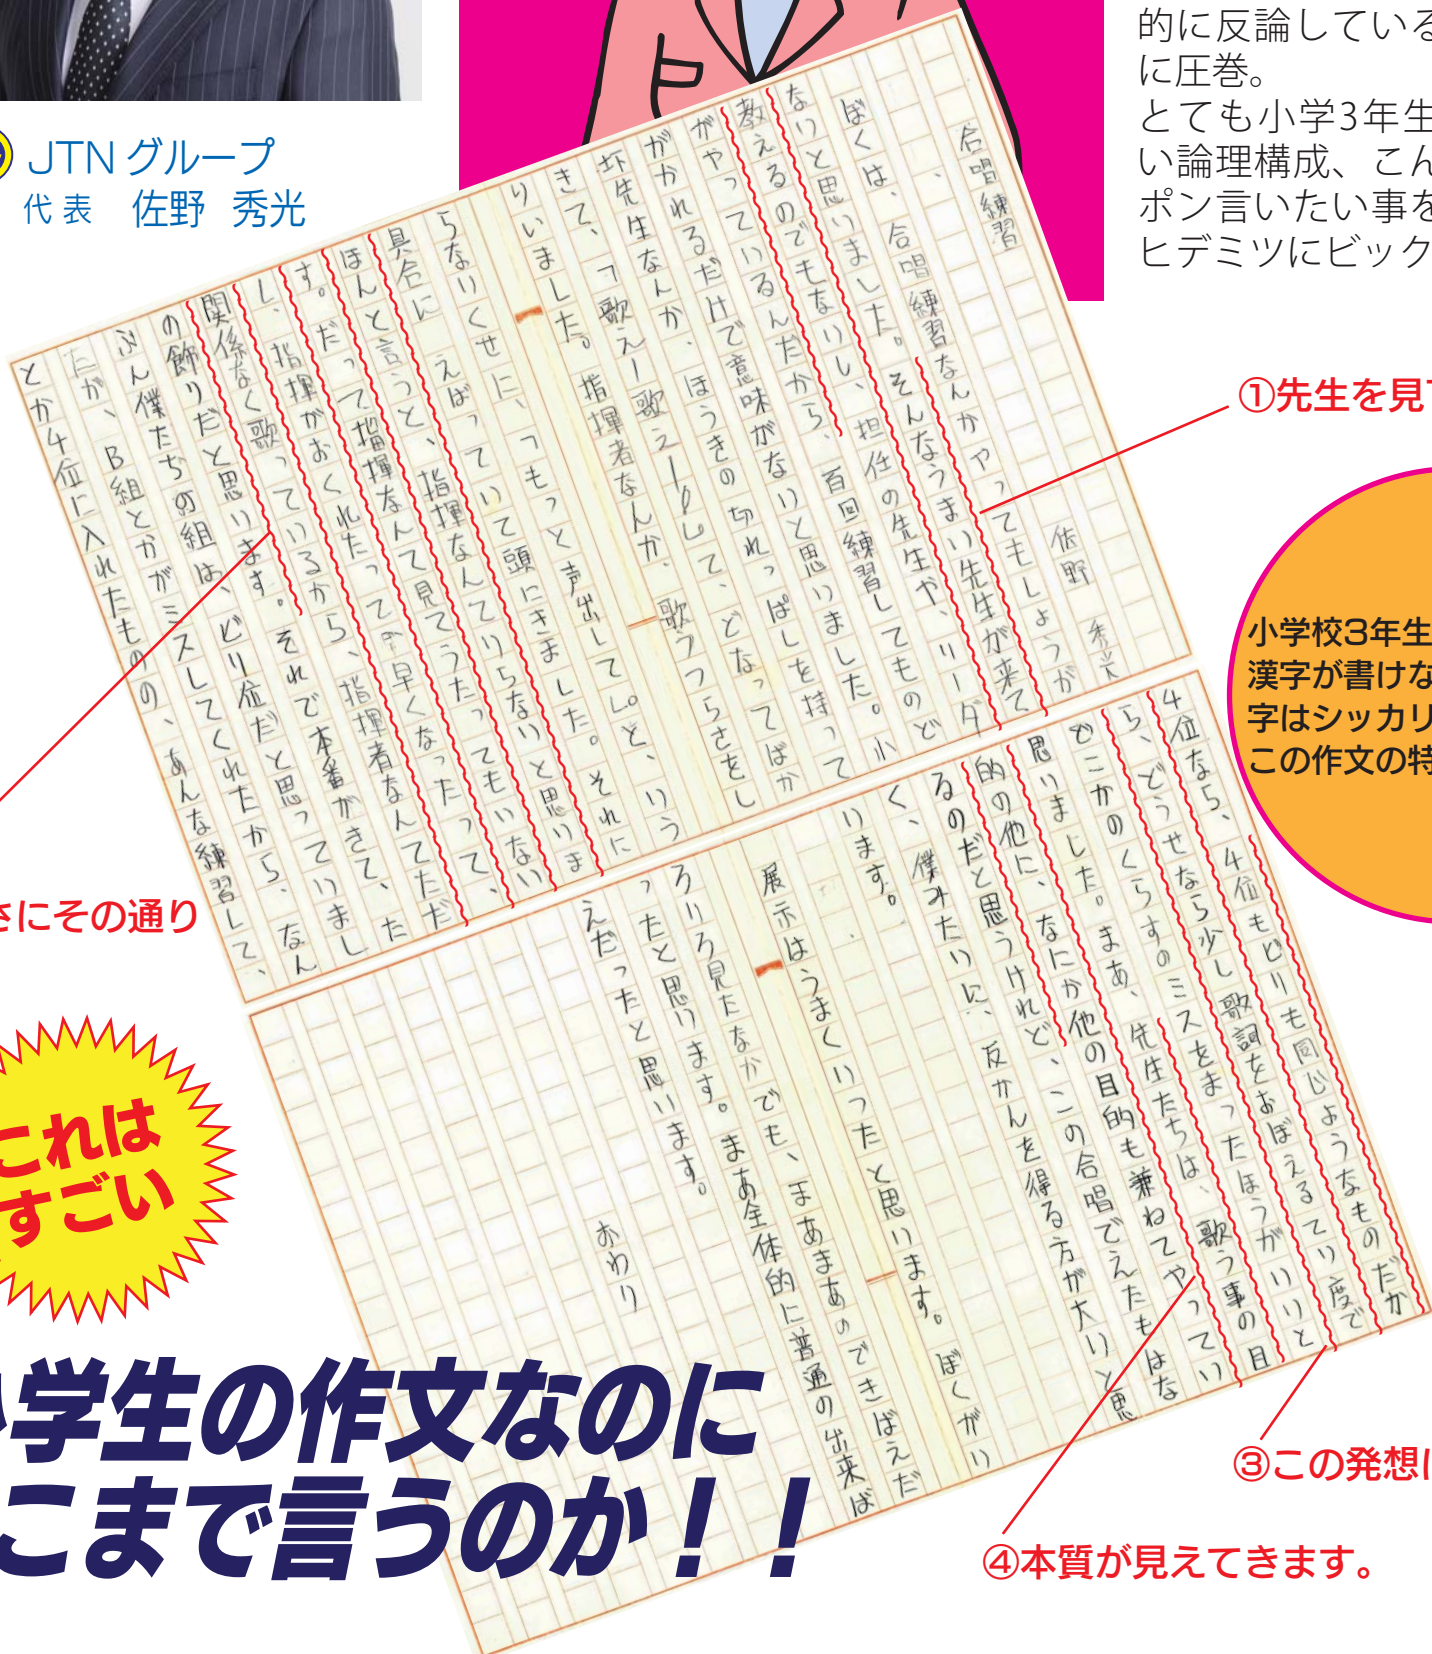 JTNグループ
代表 佐野 秀光
的に反論している
に圧巻。
とても小学3年生
い論理構成、こん
ポン言いたい事を
ヒデミツにビック
合唱練習
佐野 秀光
ぼくは、合唱練習なんかやってもしょうが
ないと思いました。そんなうまい先生が来て
教えるのでもないし、担任の先生や、リーダ
がやっているんだから、百回練習してものど
がかれるだけで意味がないと思いました。小
先生なんか、ほうきの切れっぱしを持って
きて、「歌えー歌えー」して、どなってばか
りいました。指揮者なんか、歌うつらさをし
らないくせに、「もっと声出して」と、いう
具合に えばっていて頭にきました。それに
ほんと言うと、指揮なんていらないと思いま
す。だって、指揮なんて見てうたってもいない
し、指揮がおくれたって早くなったって、
関係なく歌っているから、指揮者なんてただ
の飾りだと思います。それで本番がきて、た
ぶん僕たちの組は、ビリ位だと思っていまし
たが、B組とかがミスしてくれたから、なん
とか4位に入れたものの、あんな練習して、
4位なら、4位もビリも同じようなものだか
ら、どうせなら少し歌詞をおぼえるてい度で
どこかのくらすのミスをまったほうがいいと
思いました。まあ、先生たちは、歌う事の目
的の他に、なにか他の目的も兼ねてやってい
るのだと思うけれど、この合唱でえたもはな
く、僕みたいに、反かんを得る方が大いと思
います。
展示はうまくいったと思います。ぼくがい
ろいろ見たなかでも、まあまあのできばえだ
ったと思います。まあ全体的に普通の出来ば
えだったと思います。
おわり
①先生を見
小学校3年生
漢字が書けな
字はシッカリ
この作文の特
さにその通り
これは
すごい
③この発想
④本質が見えてきます。
小学生の作文なのに
こまで言うのか！！